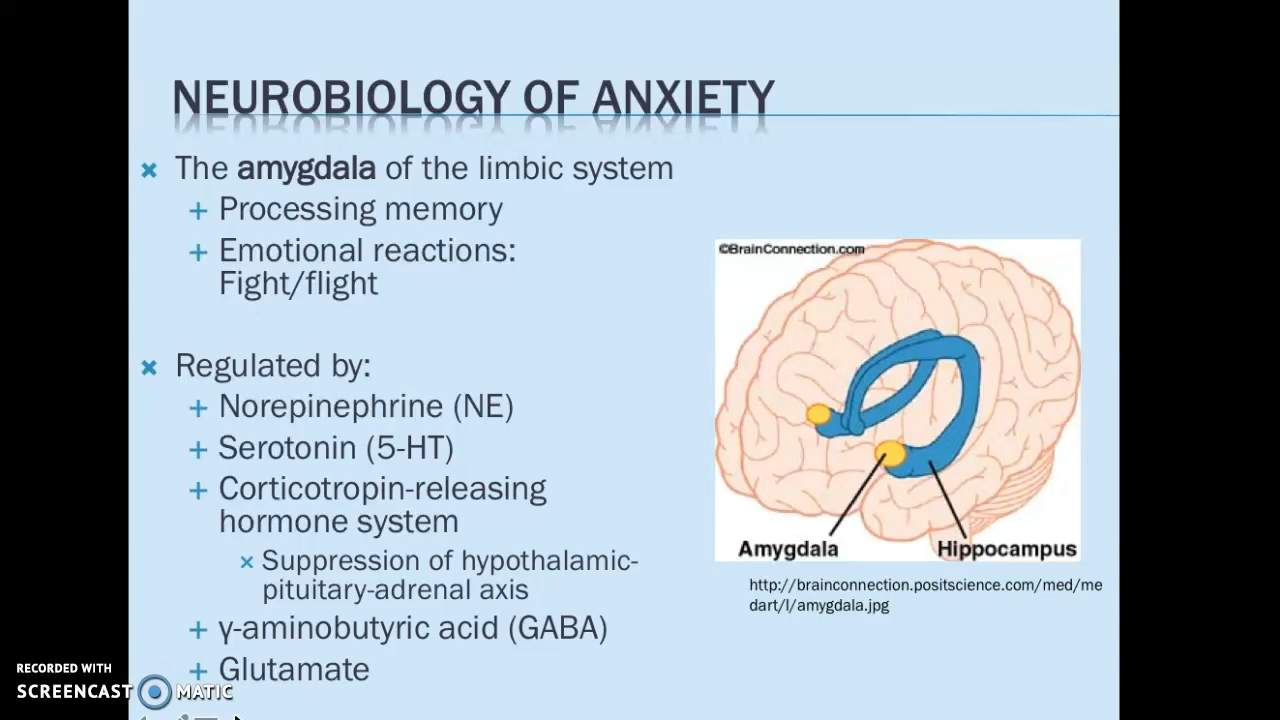 NEUROBIOLOGY OF ANXIETY
The amygdala of the limbic system
Processing memory
Emotional reactions:
Fight/flight
Regulated by:
Norepinephrine (NE)
Serotonin (5-HT)
Corticotropin-releasing
hormone system
Suppression of hypothalamic-
pituitary-adrenal axis
γ-aminobutyric acid (GABA)
Glutamate
©BrainConnection.com
Amygdala
Hippocampus
http://brainconnection.positscience.com/med/me
dart/l/amygdala.jpg
RECORDED WITH
SCREENCAST MATIC